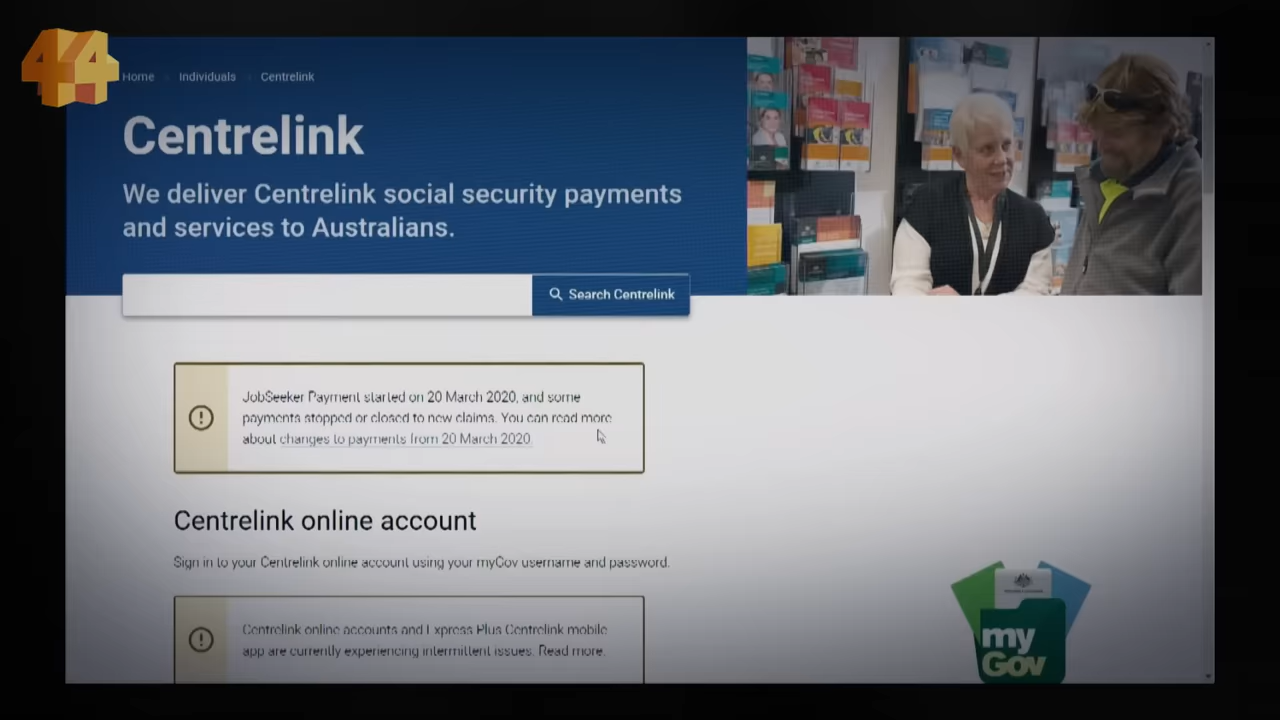 44
Home Individuals Centrelink
Centrelink
We deliver Centrelink social security payments
and services to Australians.
Search Centrelink
JobSeeker Payment started on 20 March 2020, and some
payments stopped or closed to new claims. You can read more
about changes to payments from 20 March 2020.
Centrelink online account
Sign in to your Centrelink online account using your myGov username and password.
Centrelink online accounts and Express Plus Centrelink mobile
app are currently experiencing intermittent issues. Read more.
my
Gov